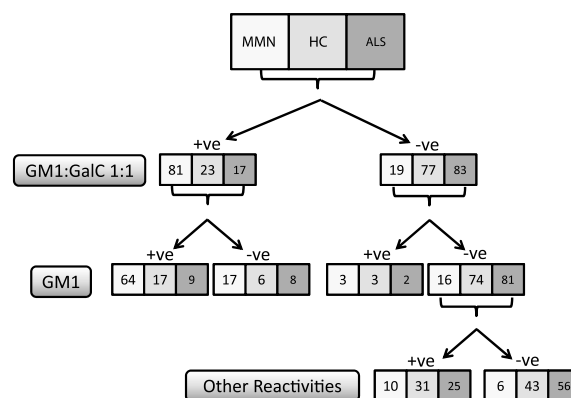 MMN HC ALS
+ve -ve
GM1:GalC 1:1 81 23 17 19 77 83
+ve -ve +ve -ve
GM1 64 17 9 17 6 8 3 3 2 16 74 81
+ve -ve
Other Reactivities 10 31 25 6 43 56